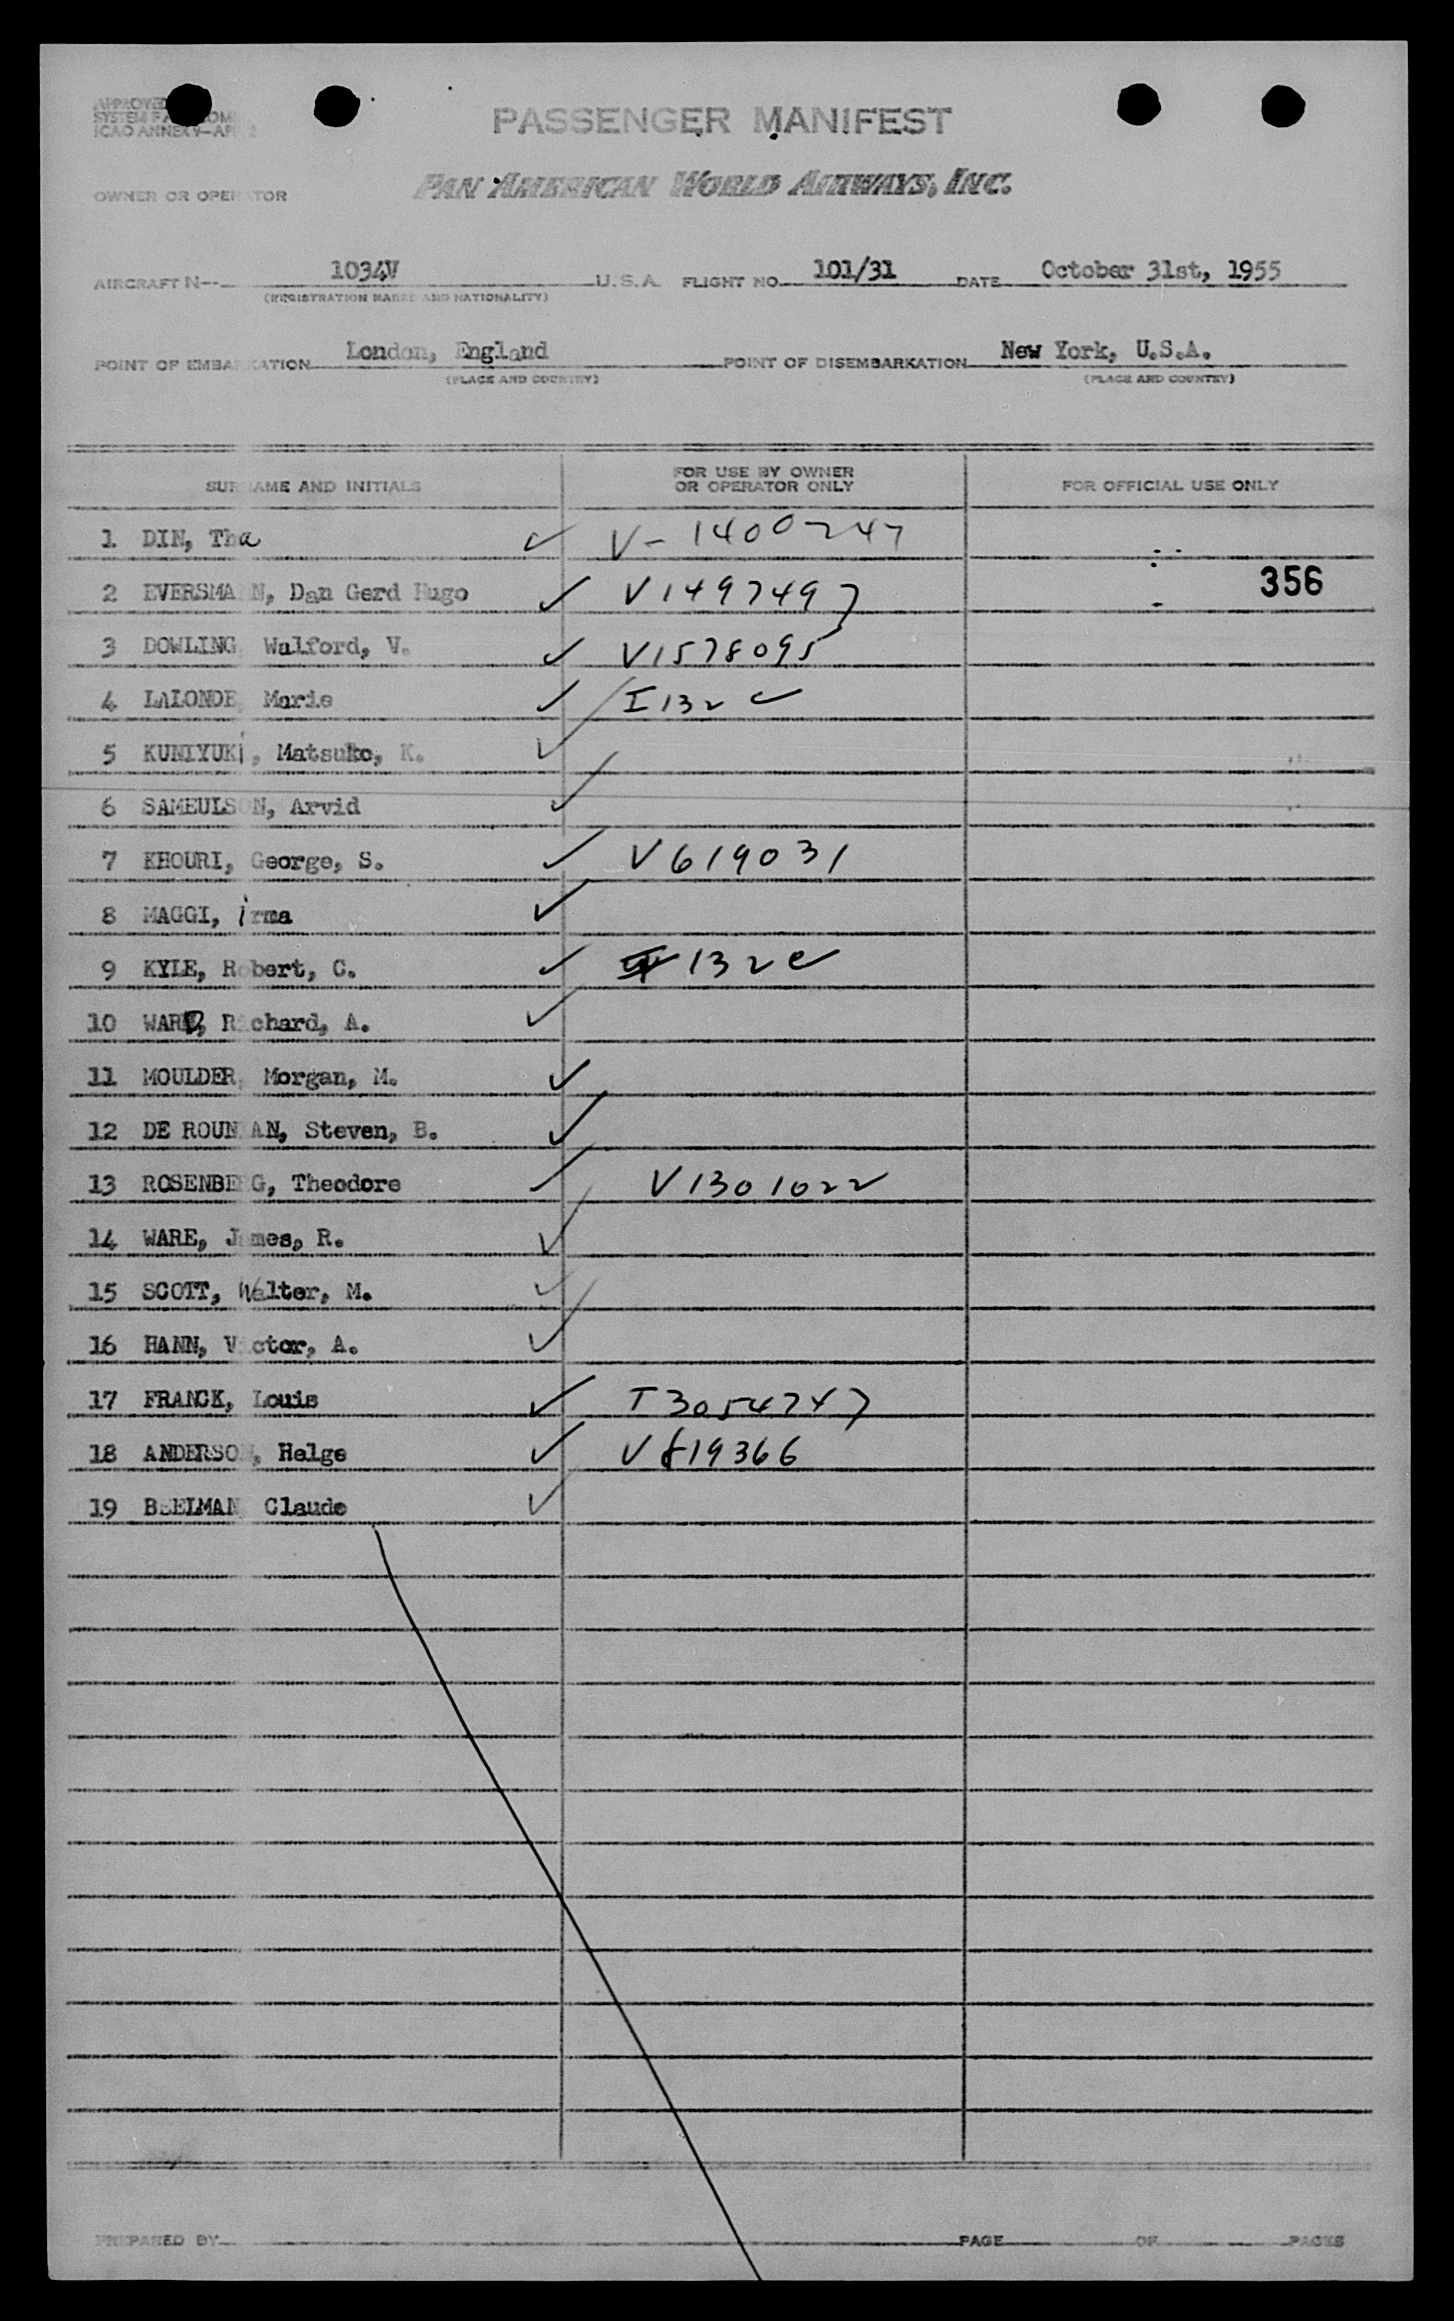 PASSENGER MANIFEST
OWNER OR OPERATOR PAN AMERICAN WORLD AIRWAYS, INC.
AIRCRAFT N-- 1034V U.S.A. FLIGHT NO. 101/31 DATE October 31st, 1955
(REGISTRATION MARKS AND NATIONALITY)
POINT OF EMBARKATION London, England POINT OF DISEMBARKATION New York, U.S.A.
(PLACE AND COUNTRY) (PLACE AND COUNTRY)
SURNAME AND INITIALS FOR USE BY OWNER OR OPERATOR ONLY FOR OFFICIAL USE ONLY
1 DIN, Tha ✓ V-1400747
2 EVERSMANN, Dan Gerd Hugo ✓ V1497497 356
3 DOWLING, Walford, V. ✓ V1578095
4 LALONDE, Marie ✓ I132 ✓
5 KUNIYUKi, Matsuko, K. ✓
6 SAMEULSON, Arvid ✓
7 KHOURI, George, S. ✓ V619031
8 MAGGI, irma ✓
9 KYLE, Robert, C. ✓ 132c
10 WARD, Richard, A. ✓
11 MOULDER, Morgan, M. ✓
12 DE ROUNIAN, Steven, B. ✓
13 ROSENBERG, Theodore ✓ V1301022
14 WARE, James, R. ✓
15 SCOTT, Walter, M. ✓
16 HANN, Victor, A. ✓
17 FRANCK, Louis ✓ T3054747
18 ANDERSON, Helge ✓ V819366
19 BEELMAN Claude ✓
PREPARED BY PAGE OF PAGES